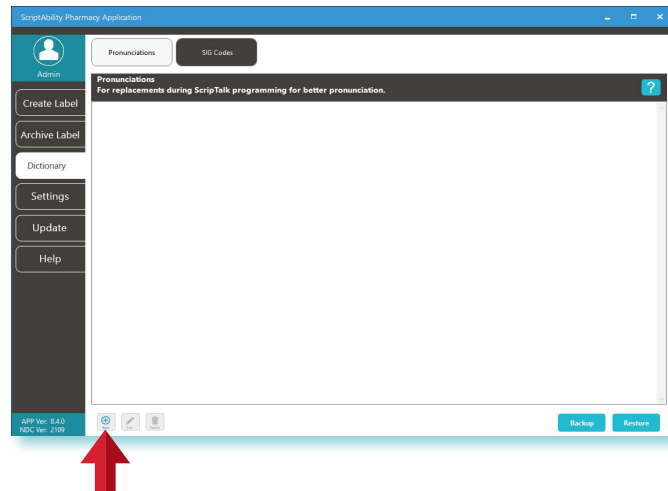 ScriptAbility Pharmacy Application
Admin
Create Label
Archive Label
Dictionary
Settings
Update
Help
APP Ver: 8.4.0
NDC Ver: 2109
Pronunciations
SIG Codes
Pronunciations
For replacements during ScripTalk programming for better pronunciation.
?
Backup
Restore